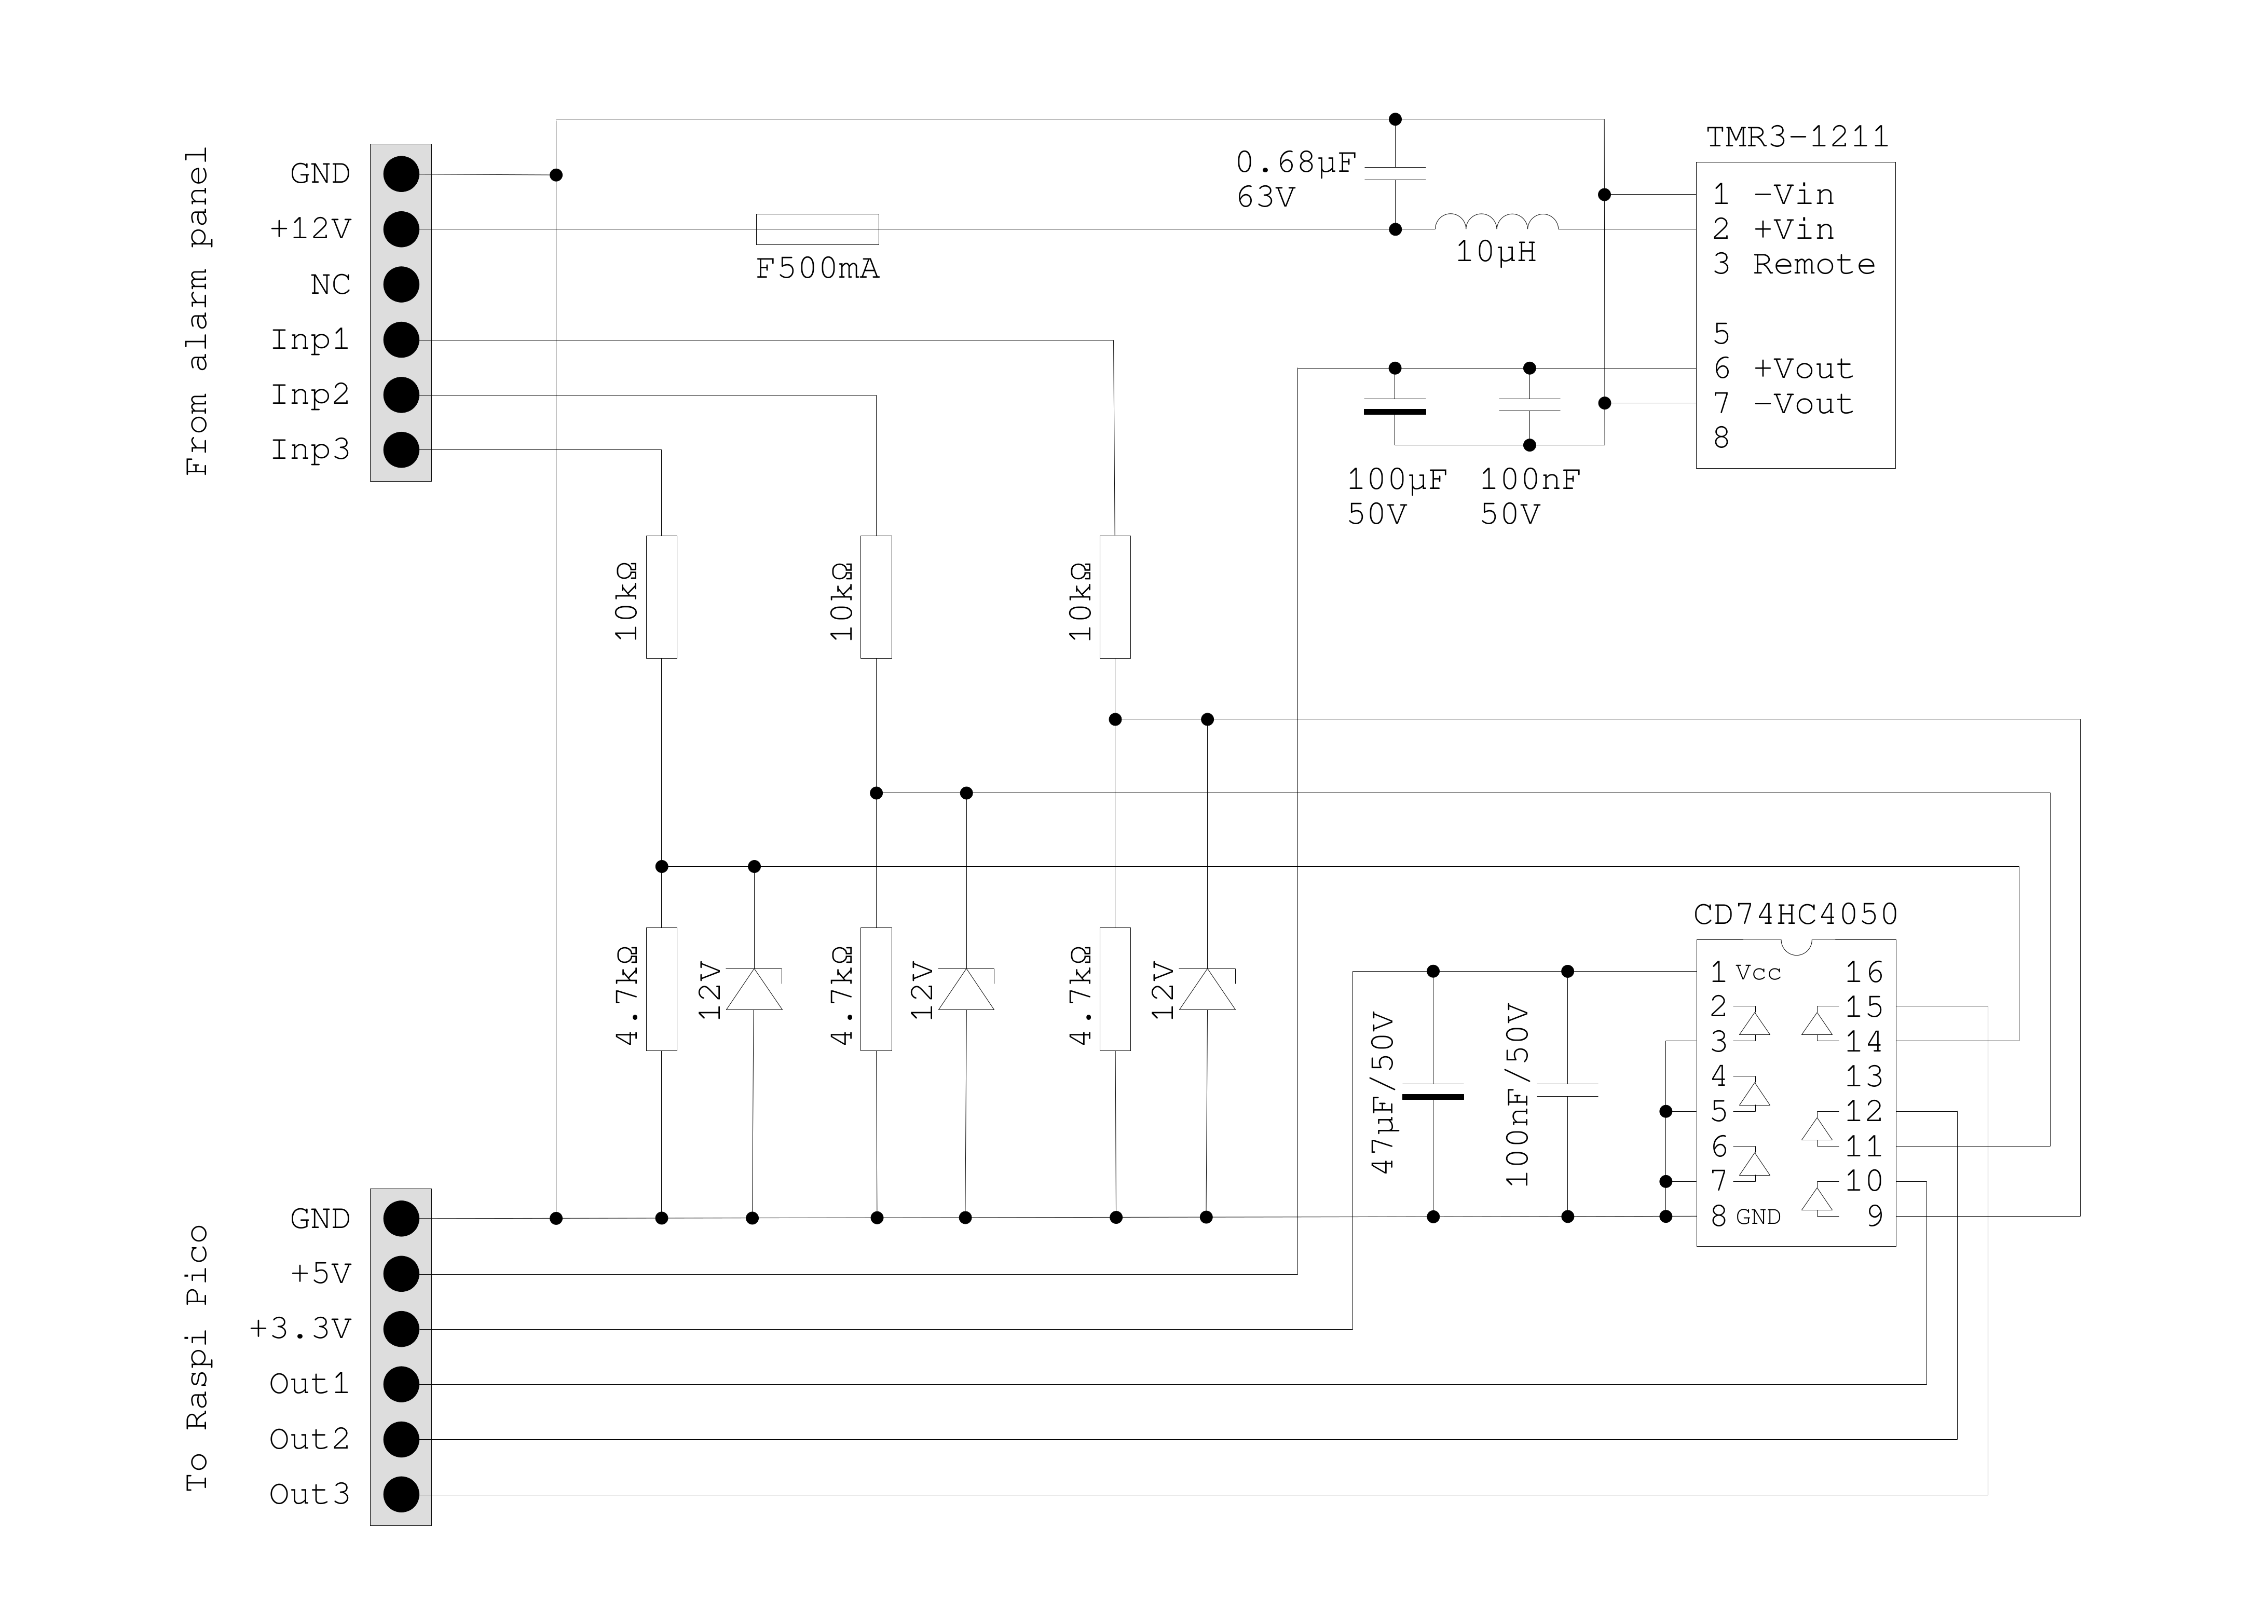 From alarm panel
GND
+12V
NC
Inp1
Inp2
Inp3
F500mA
0.68µF
63V
10µH
TMR3-1211
1 -Vin
2 +Vin
3 Remote
5
6 +Vout
7 -Vout
8
100µF
50V
100nF
50V
10kΩ
10kΩ
10kΩ
4.7kΩ
12V
4.7kΩ
12V
4.7kΩ
12V
47µF/50V
100nF/50V
CD74HC4050
1 Vcc 16
2 15
3 14
4 13
5 12
6 11
7 10
8 GND 9
To Raspi Pico
GND
+5V
+3.3V
Out1
Out2
Out3